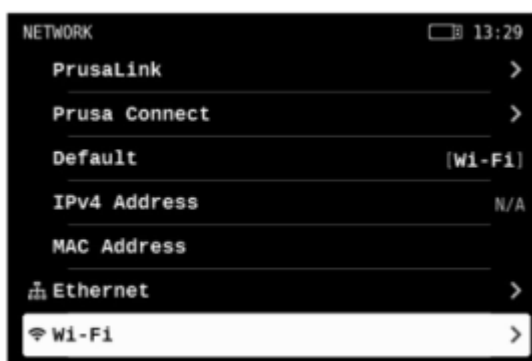 NETWORK 13:29
PrusaLink >
Prusa Connect >
Default [Wi-Fi]
IPv4 Address N/A
MAC Address
Ethernet >
Wi-Fi >